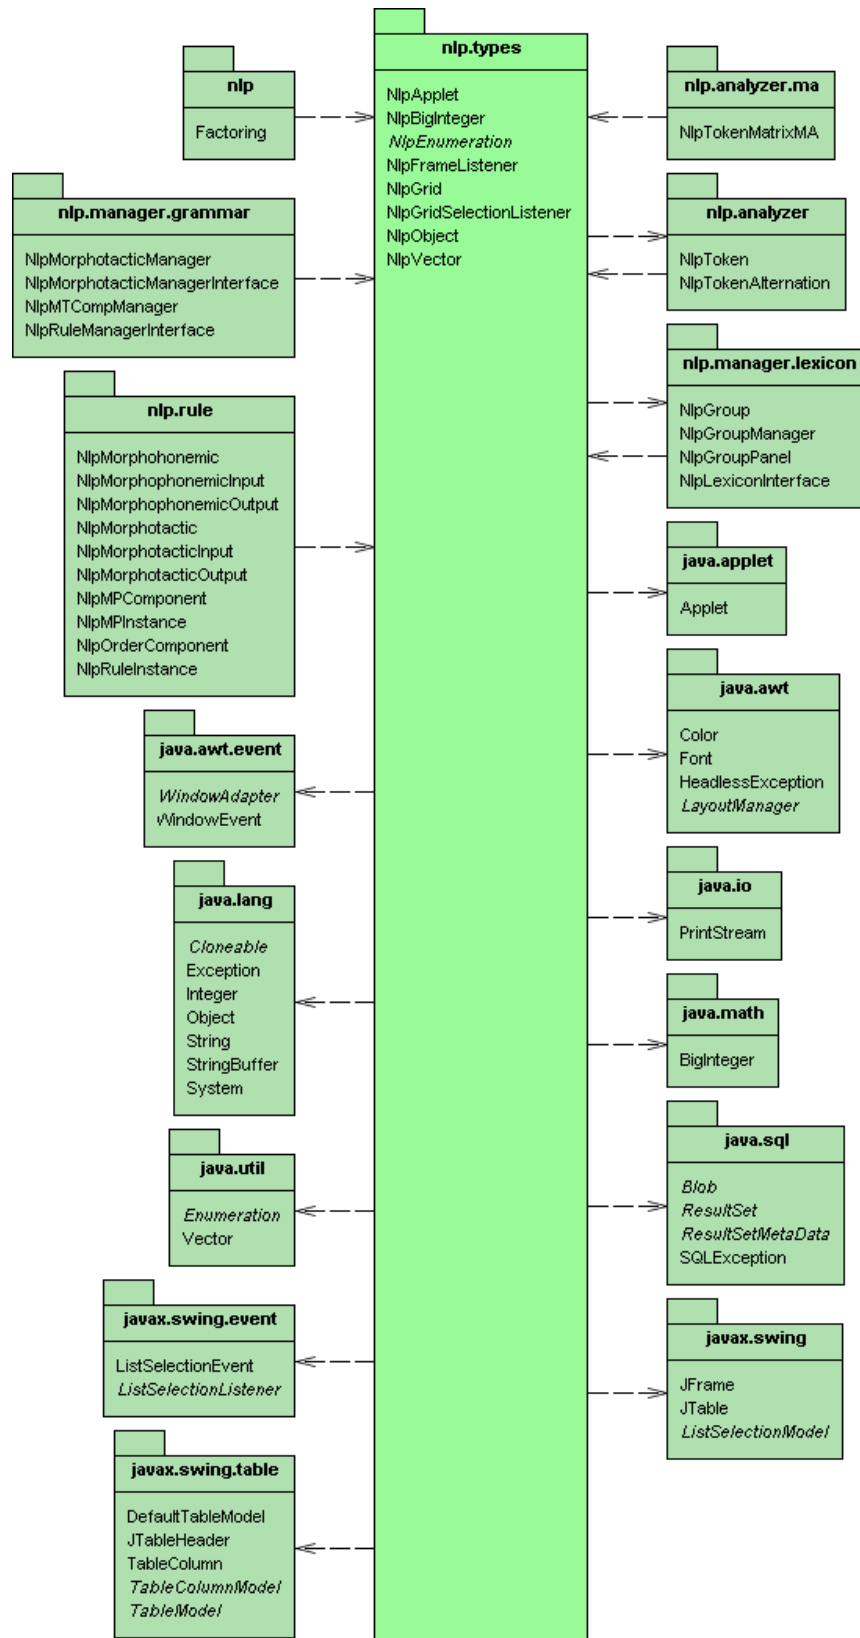 nlp.types
NlpApplet
NlpBigInteger
NlpEnumeration
NlpFrameListener
NlpGrid
NlpGridSelectionListener
NlpObject
NlpVector
nlp
Factoring
nlp.manager.grammar
NlpMorphotacticManager
NlpMorphotacticManagerInterface
NlpMTCompManager
NlpRuleManagerInterface
nlp.rule
NlpMorphohonemic
NlpMorphophonemicInput
NlpMorphophonemicOutput
NlpMorphotactic
NlpMorphotacticInput
NlpMorphotacticOutput
NlpMPComponent
NlpMPInstance
NlpOrderComponent
NlpRuleInstance
java.awt.event
WindowAdapter
WindowEvent
java.lang
Cloneable
Exception
Integer
Object
String
StringBuffer
System
java.util
Enumeration
Vector
javax.swing.event
ListSelectionEvent
ListSelectionListener
javax.swing.table
DefaultTableModel
JTableHeader
TableColumn
TableColumnModel
TableModel
nlp.analyzer.ma
NlpTokenMatrixMA
nlp.analyzer
NlpToken
NlpTokenAlternation
nlp.manager.lexicon
NlpGroup
NlpGroupManager
NlpGroupPanel
NlpLexiconInterface
java.applet
Applet
java.awt
Color
Font
HeadlessException
LayoutManager
java.io
PrintStream
java.math
BigInteger
java.sql
Blob
ResultSet
ResultSetMetaData
SQLException
javax.swing
JFrame
JTable
ListSelectionModel